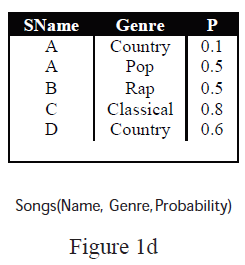 SName Genre P
A Country 0.1
A Pop 0.5
B Rap 0.5
C Classical 0.8
D Country 0.6
Songs(Name, Genre, Probability)
Figure 1d